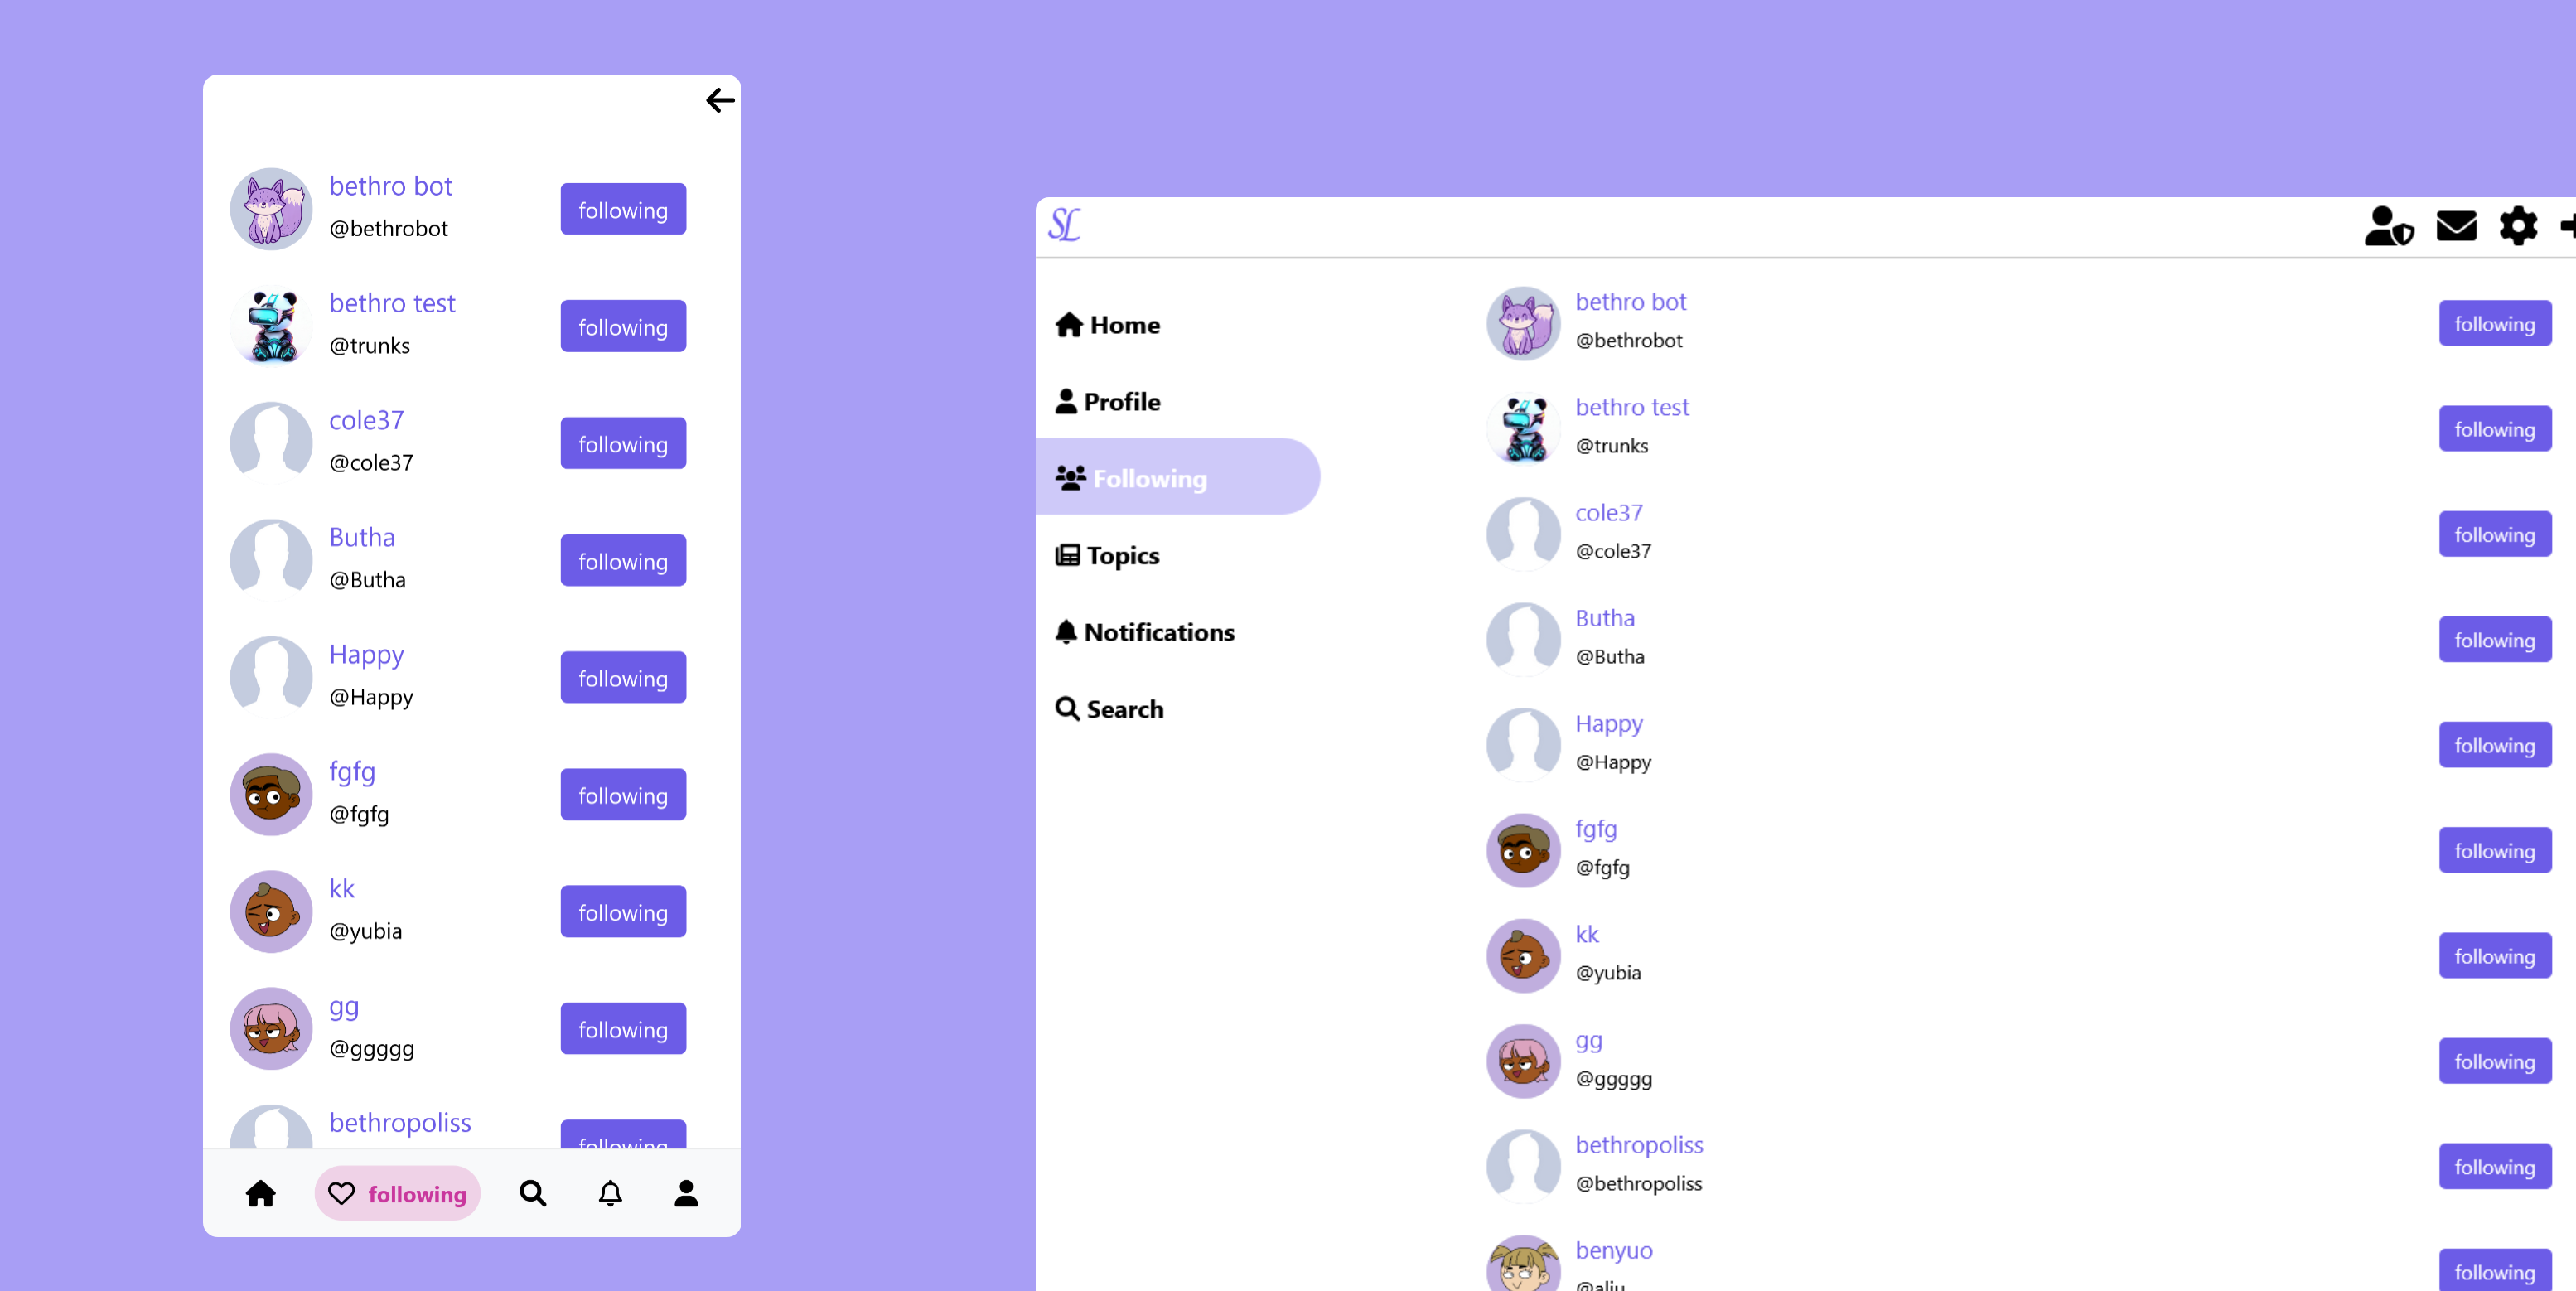 bethro bot
@bethrobot
following
bethro test
@trunks
following
cole37
@cole37
following
Butha
@Butha
following
Happy
@Happy
following
fgfg
@fgfg
following
kk
@yubia
following
gg
@ggggg
following
bethropoliss
following
following
SL
Home
Profile
Following
Topics
Notifications
Search
bethro bot
@bethrobot
following
bethro test
@trunks
following
cole37
@cole37
following
Butha
@Butha
following
Happy
@Happy
following
fgfg
@fgfg
following
kk
@yubia
following
gg
@ggggg
following
bethropoliss
@bethropoliss
following
benyuo
following